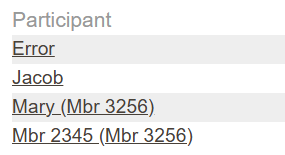 Participant
Error
Jacob
Mary (Mbr 3256)
Mbr 2345 (Mbr 3256)